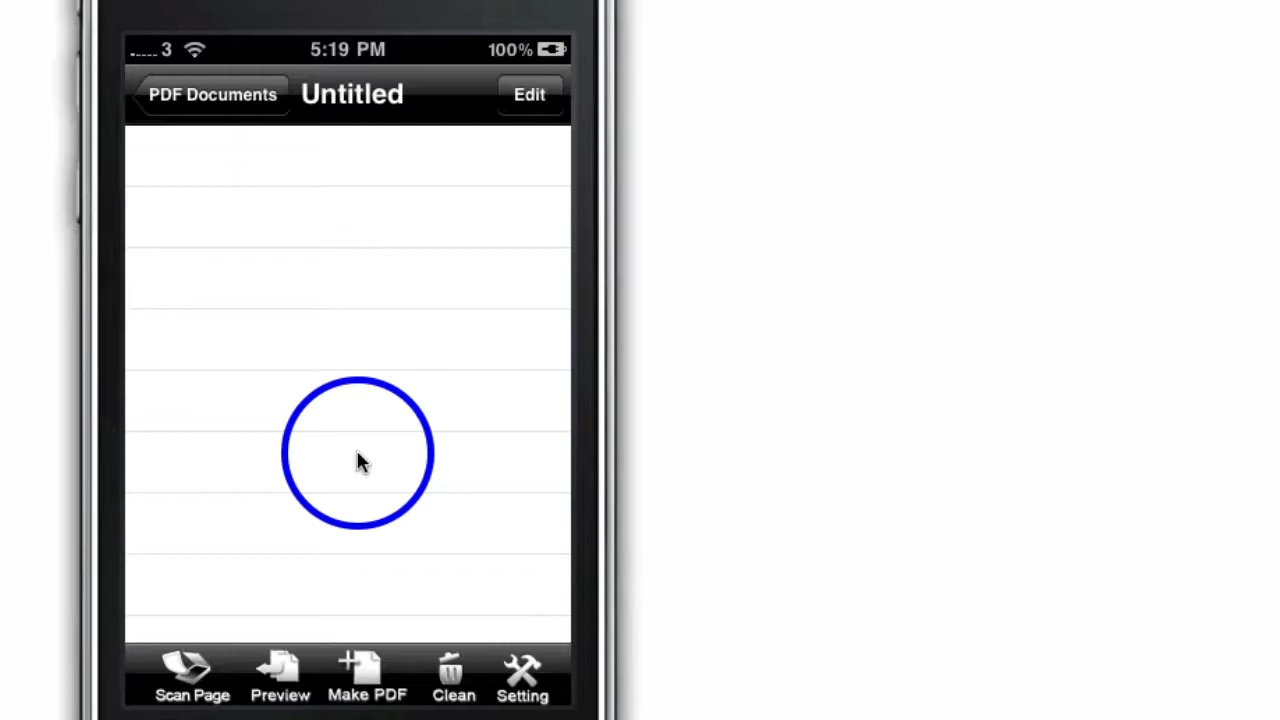 3 5:19 PM 100%
PDF Documents Untitled Edit
Scan Page Preview Make PDF Clean Setting